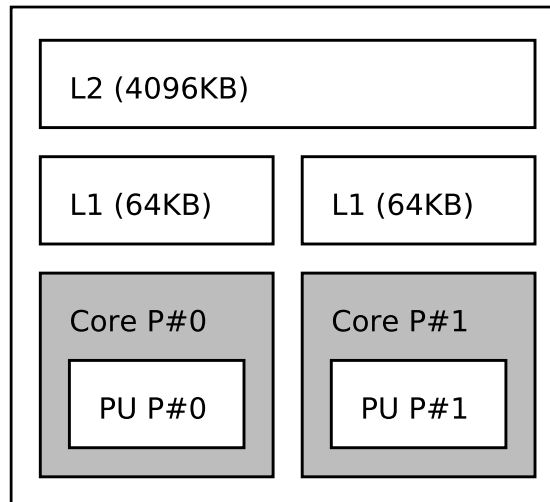 L2 (4096KB)
L1 (64KB)
L1 (64KB)
Core P#0
Core P#1
PU P#0
PU P#1